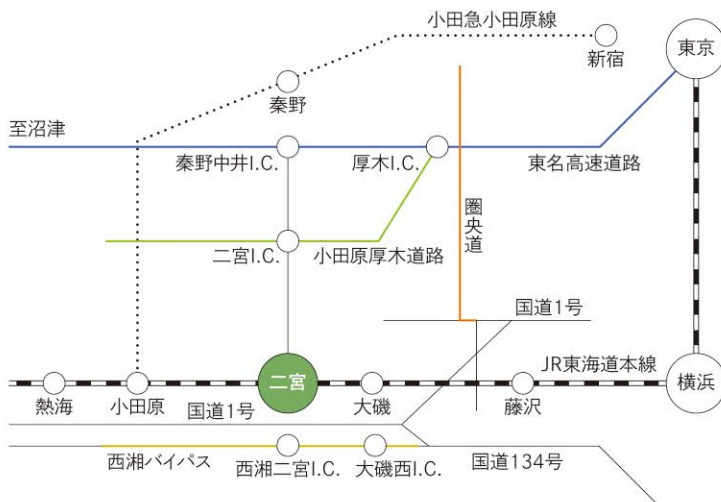 小田急小田原線
新宿
東京
秦野
至沼津
秦野中井I.C.
厚木I.C.
東名高速道路
圏央道
二宮I.C.
小田原厚木道路
国道1号
JR東海道本線
二宮
横浜
熱海
小田原
国道1号
大磯
藤沢
西湘バイパス
西湘二宮I.C.
大磯西I.C.
国道134号